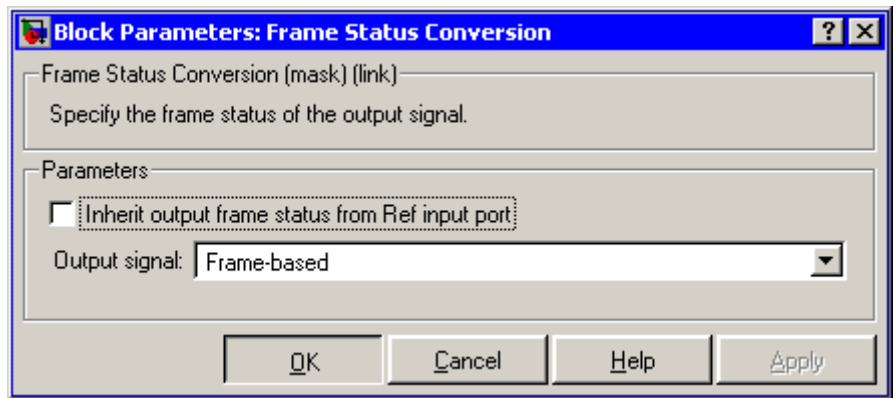 Block Parameters: Frame Status Conversion ?
Frame Status Conversion (mask) (link)
Specify the frame status of the output signal.
Parameters
Inherit output frame status from Ref input port
Output signal: Frame-based
OK Cancel Help Apply